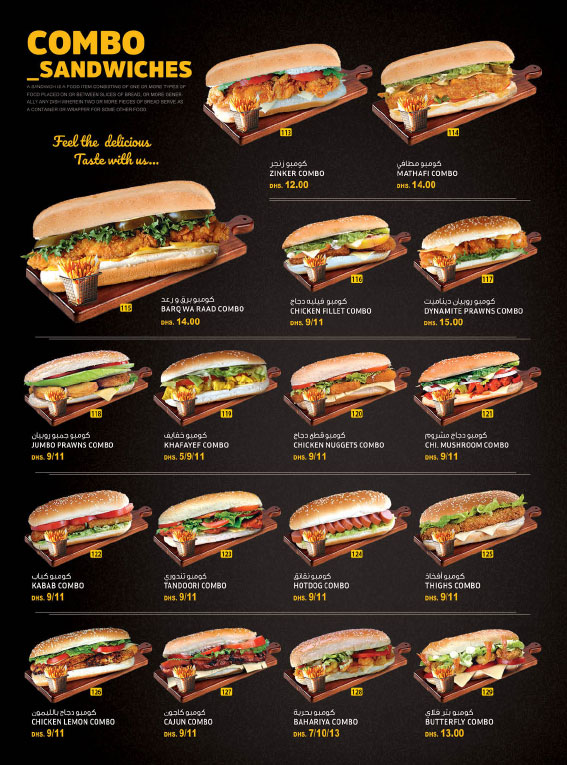 COMBO
_SANDWICHES
A SANDWICH IS A FOOD ITEM CONSISTING OF ONE OR MORE TYPES OF
FOOD PLACED ON OR BETWEEN SLICES OF BREAD, OR MORE GENER
ALLY ANY DISH WHEREIN TWO OR MORE PIECES OF BREAD SERVE AS
A CONTAINER OR WRAPPER FOR SOME OTHER FOOD
Feel the delicious
Taste with us...
113
كومبو زنجر
ZINKER COMBO
DHS. 12.00
114
كومبو مطافي
MATHAFI COMBO
DHS. 14.00
115
كومبو برق و رعد
BARQ WA RAAD COMBO
DHS. 14.00
116
كومبو فيليه دجاج
CHICKEN FILLET COMBO
DHS. 9/11
117
كومبو روبيان ديناميت
DYNAMITE PRAWNS COMBO
DHS. 15.00
118
كومبو جمبو روبيان
JUMBO PRAWNS COMBO
DHS. 9/11
119
كومبو خفايف
KHAFAYEF COMBO
DHS. 5/9/11
120
كومبو قطع دجاج
CHICKEN NUGGETS COMBO
DHS. 9/11
121
كومبو دجاج مشروم
CHI. MUSHROOM COMBO
DHS. 9/11
122
كومبو كباب
KABAB COMBO
DHS. 9/11
123
كومبو تندوري
TANDOORI COMBO
DHS. 9/11
124
كومبو نقانق
HOTDOG COMBO
DHS. 9/11
125
كومبو أفخاذ
THIGHS COMBO
DHS. 9/11
126
كومبو دجاج بالليمون
CHICKEN LEMON COMBO
DHS. 9/11
127
كومبو كاجون
CAJUN COMBO
DHS. 9/11
128
كومبو بحرية
BAHARIYA COMBO
DHS. 7/10/13
129
كومبو بتر فلاي
BUTTERFLY COMBO
DHS. 13.00